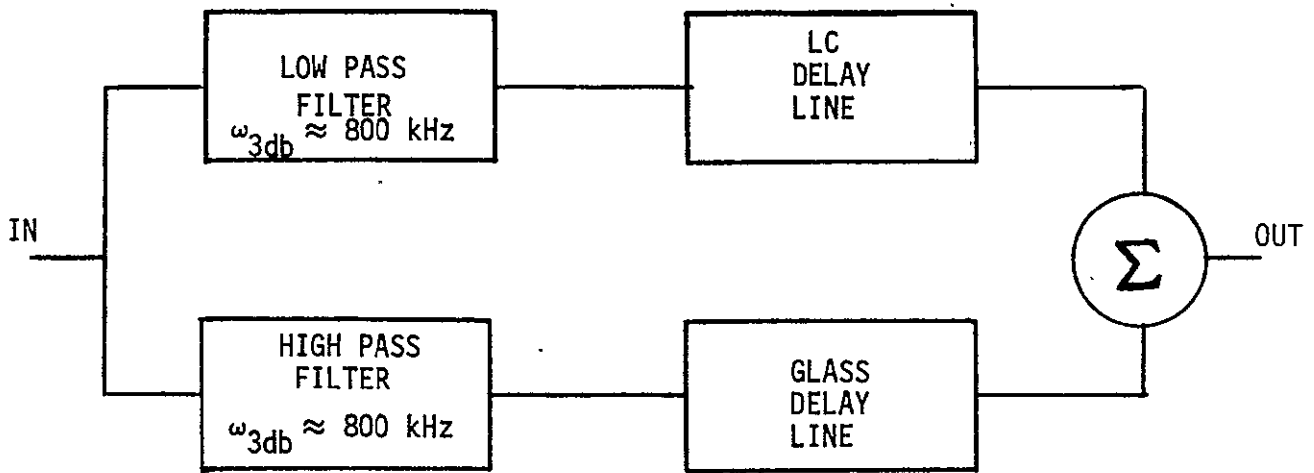 LOW PASS
FILTER
ω3db ≈ 800 kHz
LC
DELAY
LINE
IN
Σ
OUT
HIGH PASS
FILTER
ω3db ≈ 800 kHz
GLASS
DELAY
LINE